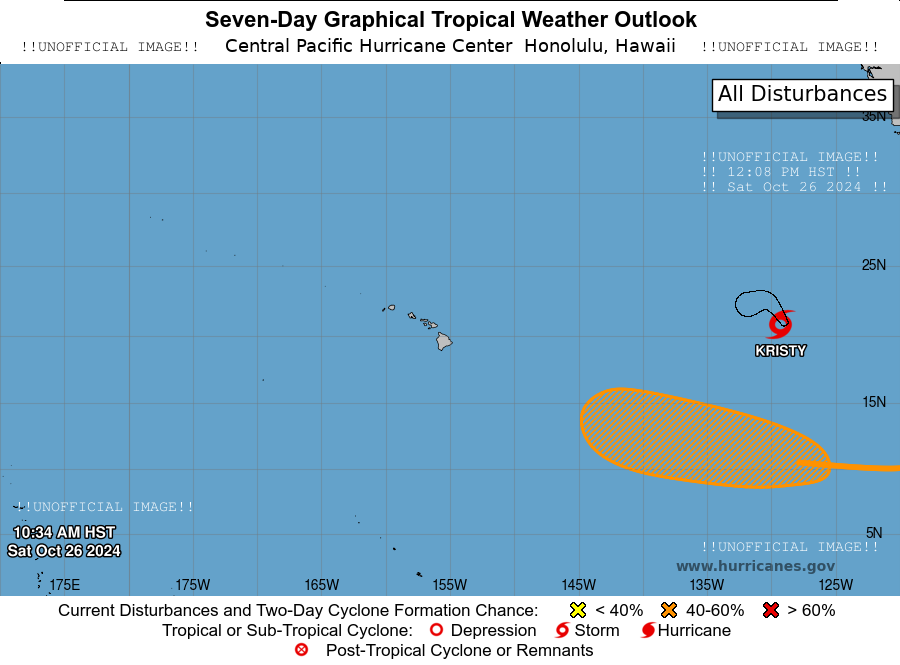 Seven-Day Graphical Tropical Weather Outlook
!!UNOFFICIAL IMAGE!! Central Pacific Hurricane Center Honolulu, Hawaii !!UNOFFICIAL IMAGE!!
All Disturbances
35N
!!UNOFFICIAL IMAGE!!
!! 12:08 PM HST !!
!! Sat Oct 26 2024 !!
25N
KRISTY
15N
!!UNOFFICIAL IMAGE!!
10:34 AM HST
Sat Oct 26 2024
5N
!!UNOFFICIAL IMAGE!!
www.hurricanes.gov
175E 175W 165W 155W 145W 135W 125W
Current Disturbances and Two-Day Cyclone Formation Chance: < 40% 40-60% > 60%
Tropical or Sub-Tropical Cyclone: Depression Storm Hurricane
Post-Tropical Cyclone or Remnants